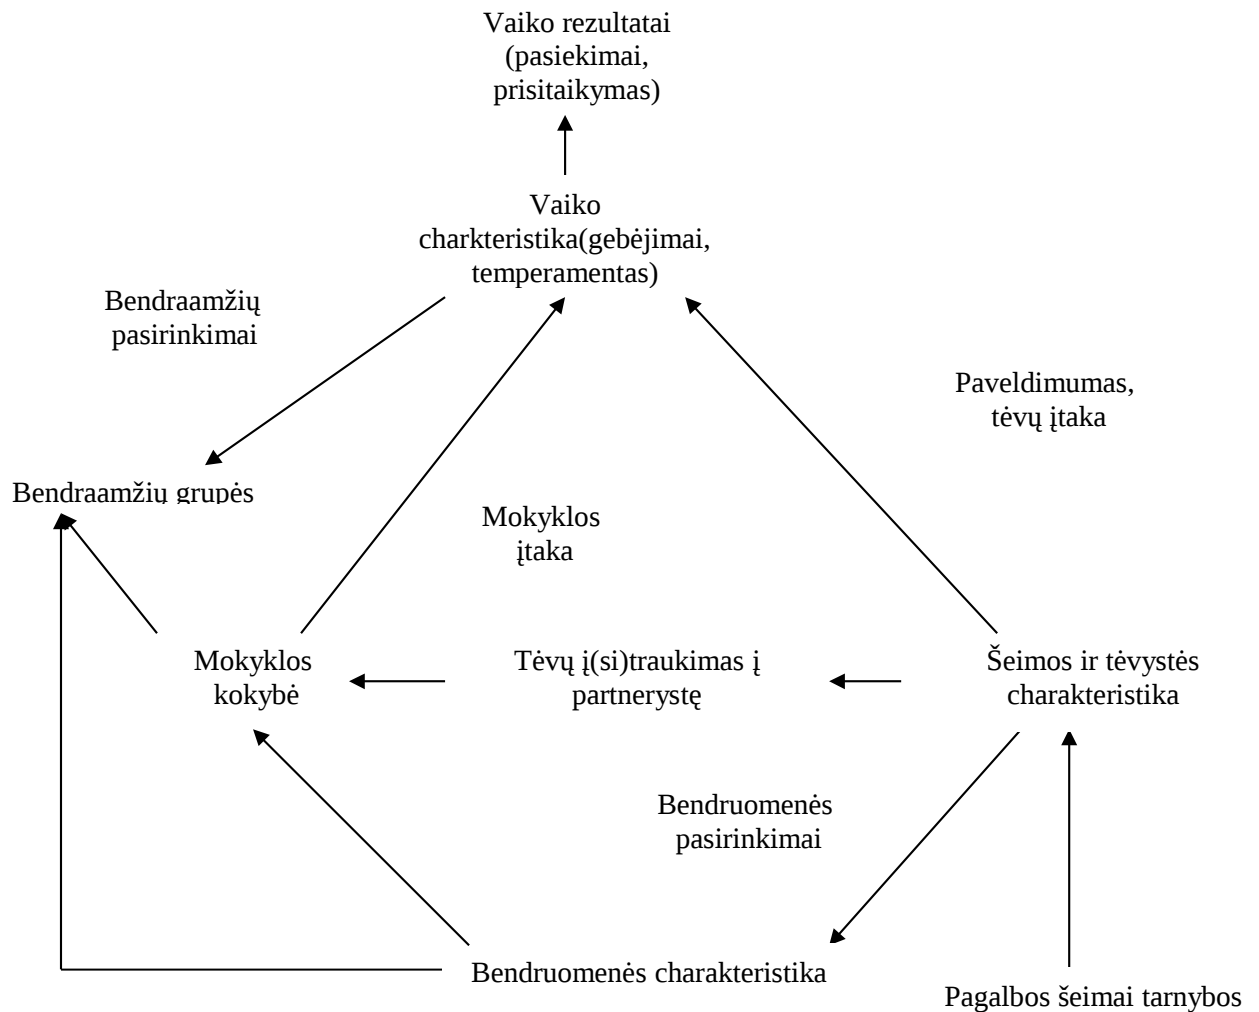 Vaiko rezultatai
(pasiekimai,
prisitaikymas)
Vaiko
charkteristika(gebėjimai,
temperamentas)
Bendraamžių
pasirinkimai
Paveldimumas,
tėvų įtaka
Bendraamžių grupės
Mokyklos
įtaka
Mokyklos
kokybė
Tėvų į(si)traukimas į
partnerystę
Šeimos ir tėvystės
charakteristika
Bendruomenės
pasirinkimai
Bendruomenės charakteristika
Pagalbos šeimai tarnybos